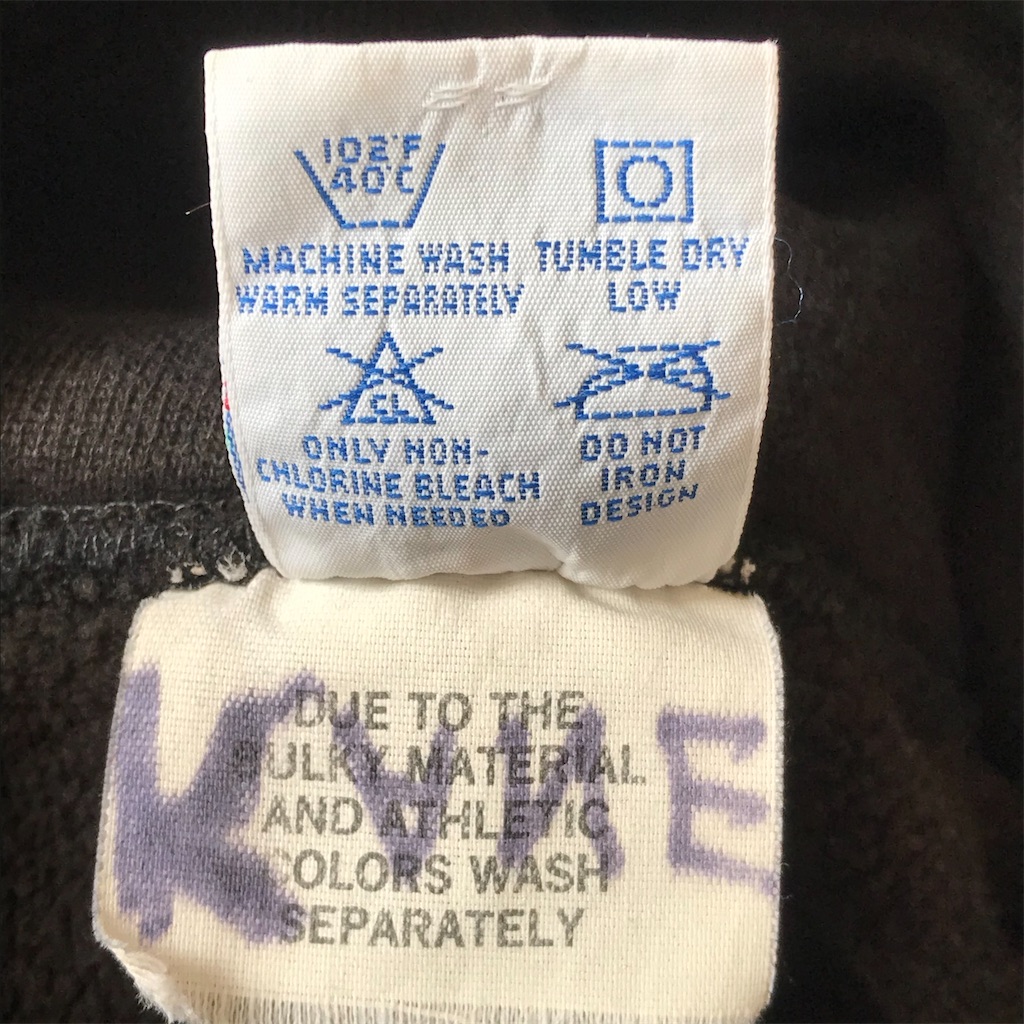 102°F
40°C
MACHINE WASH
WARM SEPARATELY
TUMBLE DRY
LOW
CL
ONLY NON-
CHLORINE BLEACH
WHEN NEEDED
DO NOT
IRON
DESIGN
DUE TO THE
BULKY MATERIAL
AND ATHLETIC
COLORS WASH
SEPARATELY